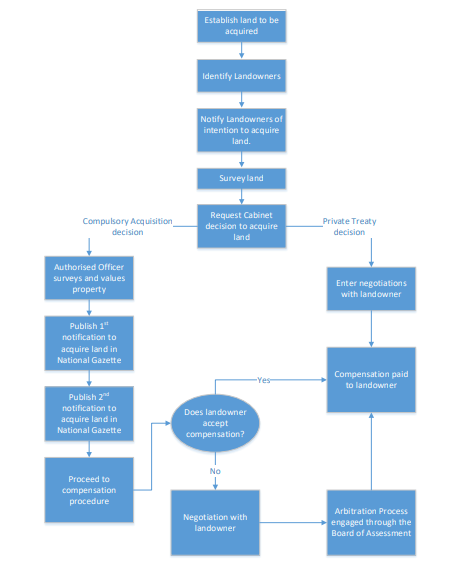 Establish land to be
acquired
Identify Landowners
Notify Landowners of
intention to acquire
land.
Survey land
Request Cabinet
decision to acquire
land
Compulsory Acquisition
decision
Private Treaty
decision
Authorised Officer
surveys and values
property
Enter negotiations
with landowner
Publish 1st
notification to
acquire land in
National Gazette
Compensation paid
to landowner
Yes
Publish 2nd
notification to
acquire land in
National Gazette
Does landowner
accept
compensation?
No
Proceed to
compensation
procedure
Negotiation with
landowner
Arbitration Process
engaged through the
Board of Assessment